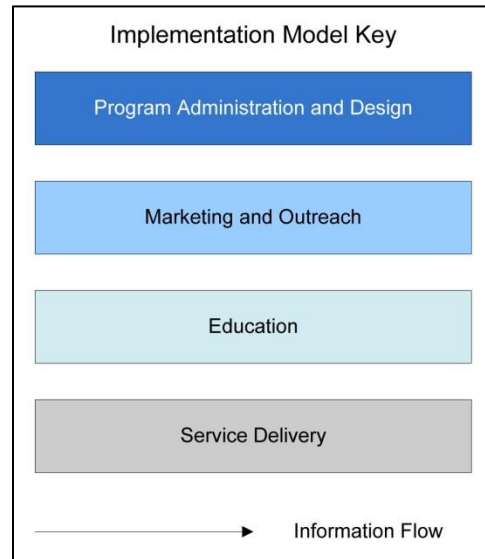 Implementation Model Key
Program Administration and Design
Marketing and Outreach
Education
Service Delivery
Information Flow